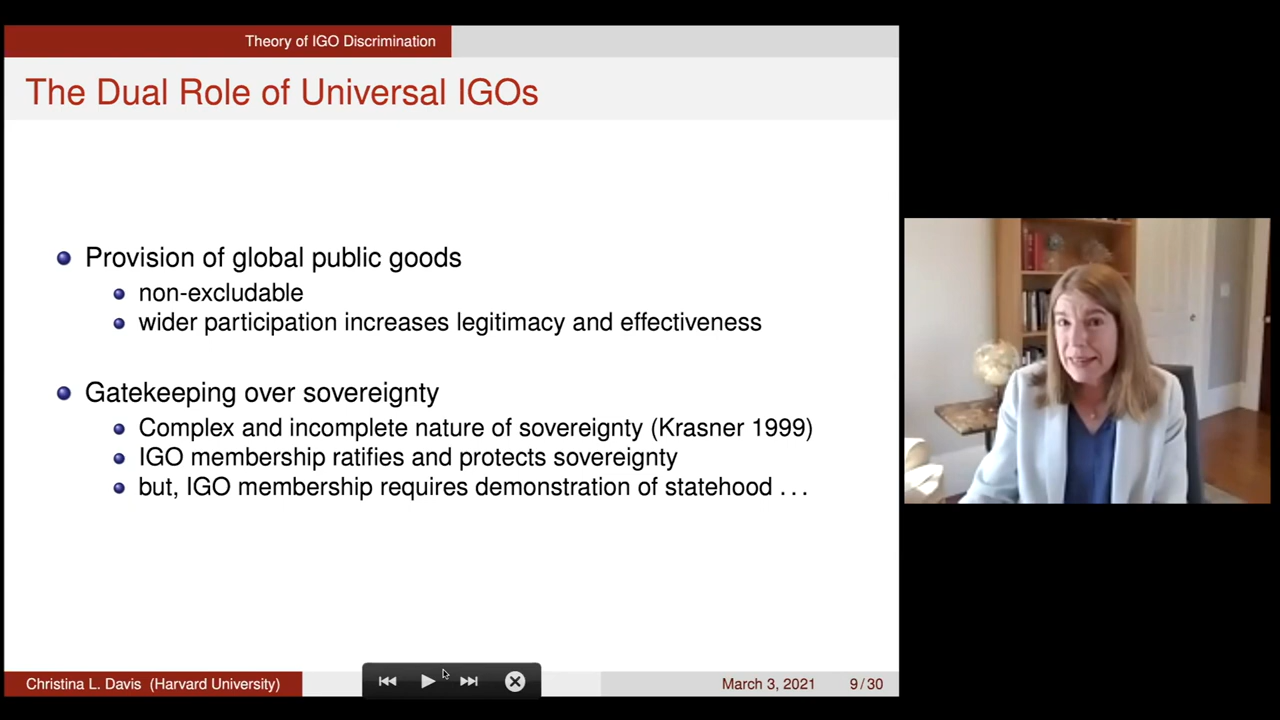 Theory of IGO Discrimination
The Dual Role of Universal IGOs
Provision of global public goods
non-excludable
wider participation increases legitimacy and effectiveness
Gatekeeping over sovereignty
Complex and incomplete nature of sovereignty (Krasner 1999)
IGO membership ratifies and protects sovereignty
but, IGO membership requires demonstration of statehood . . .
Christina L. Davis (Harvard University)
March 3, 2021
9 / 30